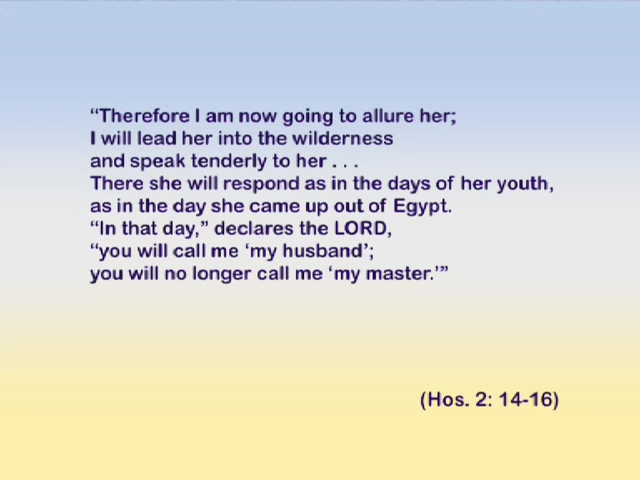 “Therefore I am now going to allure her;
I will lead her into the wilderness
and speak tenderly to her . . .
There she will respond as in the days of her youth,
as in the day she came up out of Egypt.
“In that day,” declares the LORD,
“you will call me ‘my husband’;
you will no longer call me ‘my master.’”
(Hos. 2: 14-16)